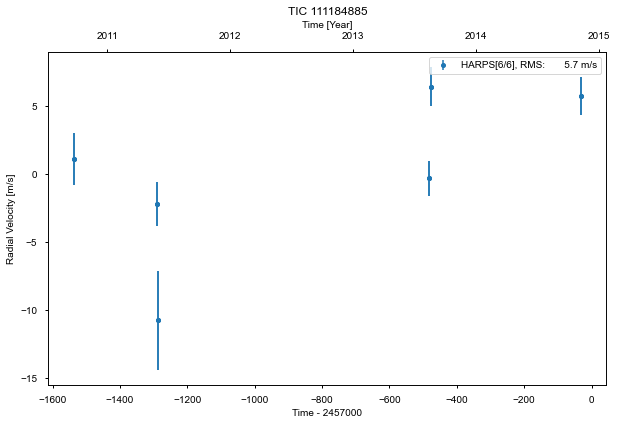 TIC 111184885
Time [Year]
2011 2012 2013 2014 2015
HARPS[6/6], RMS: 5.7 m/s
Radial Velocity [m/s]
5
0
−5
−10
−15
−1600 −1400 −1200 −1000 −800 −600 −400 −200 0
Time - 2457000